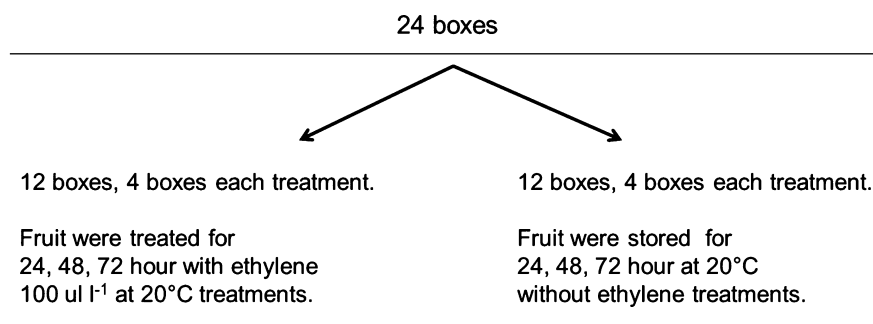 24 boxes
12 boxes, 4 boxes each treatment.
Fruit were treated for
24, 48, 72 hour with ethylene
100 ul l⁻¹ at 20°C treatments.
12 boxes, 4 boxes each treatment.
Fruit were stored for
24, 48, 72 hour at 20°C
without ethylene treatments.